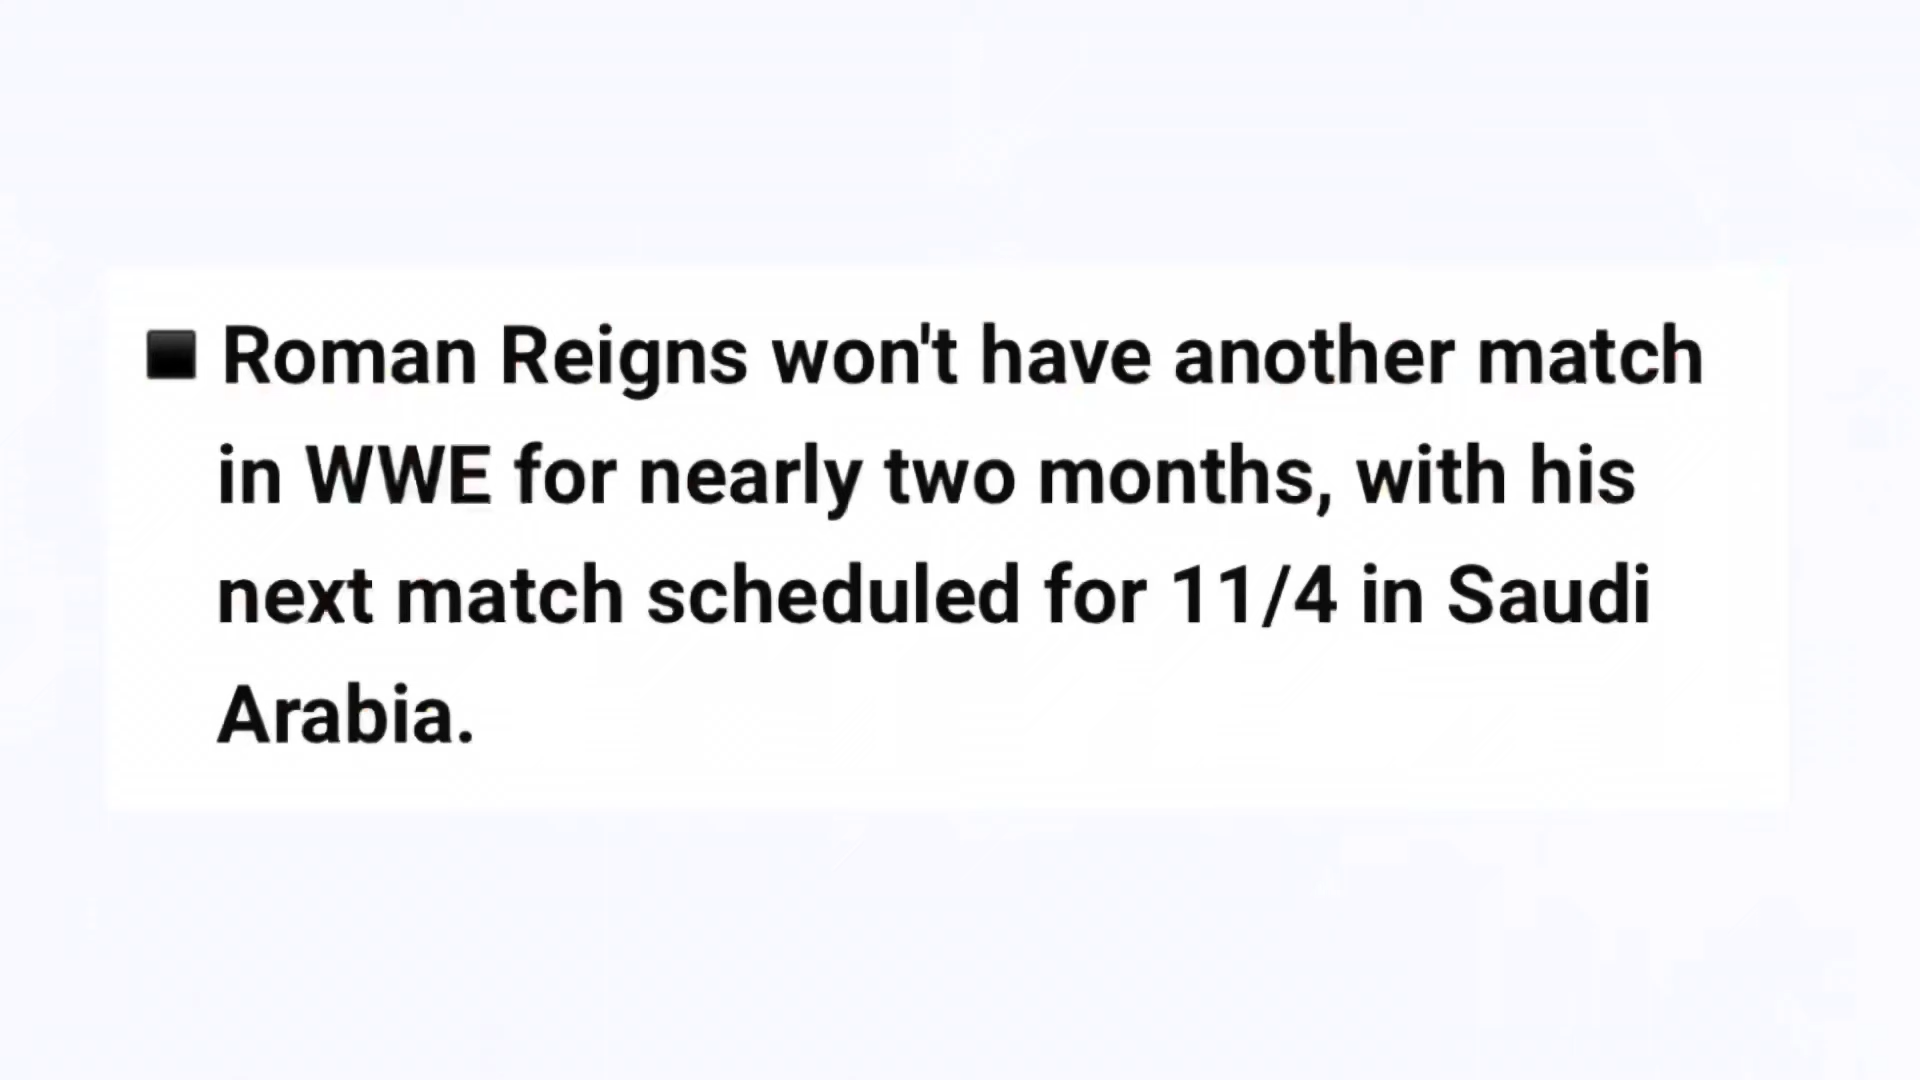 ◾ Roman Reigns won't have another match
in WWE for nearly two months, with his
next match scheduled for 11/4 in Saudi
Arabia.